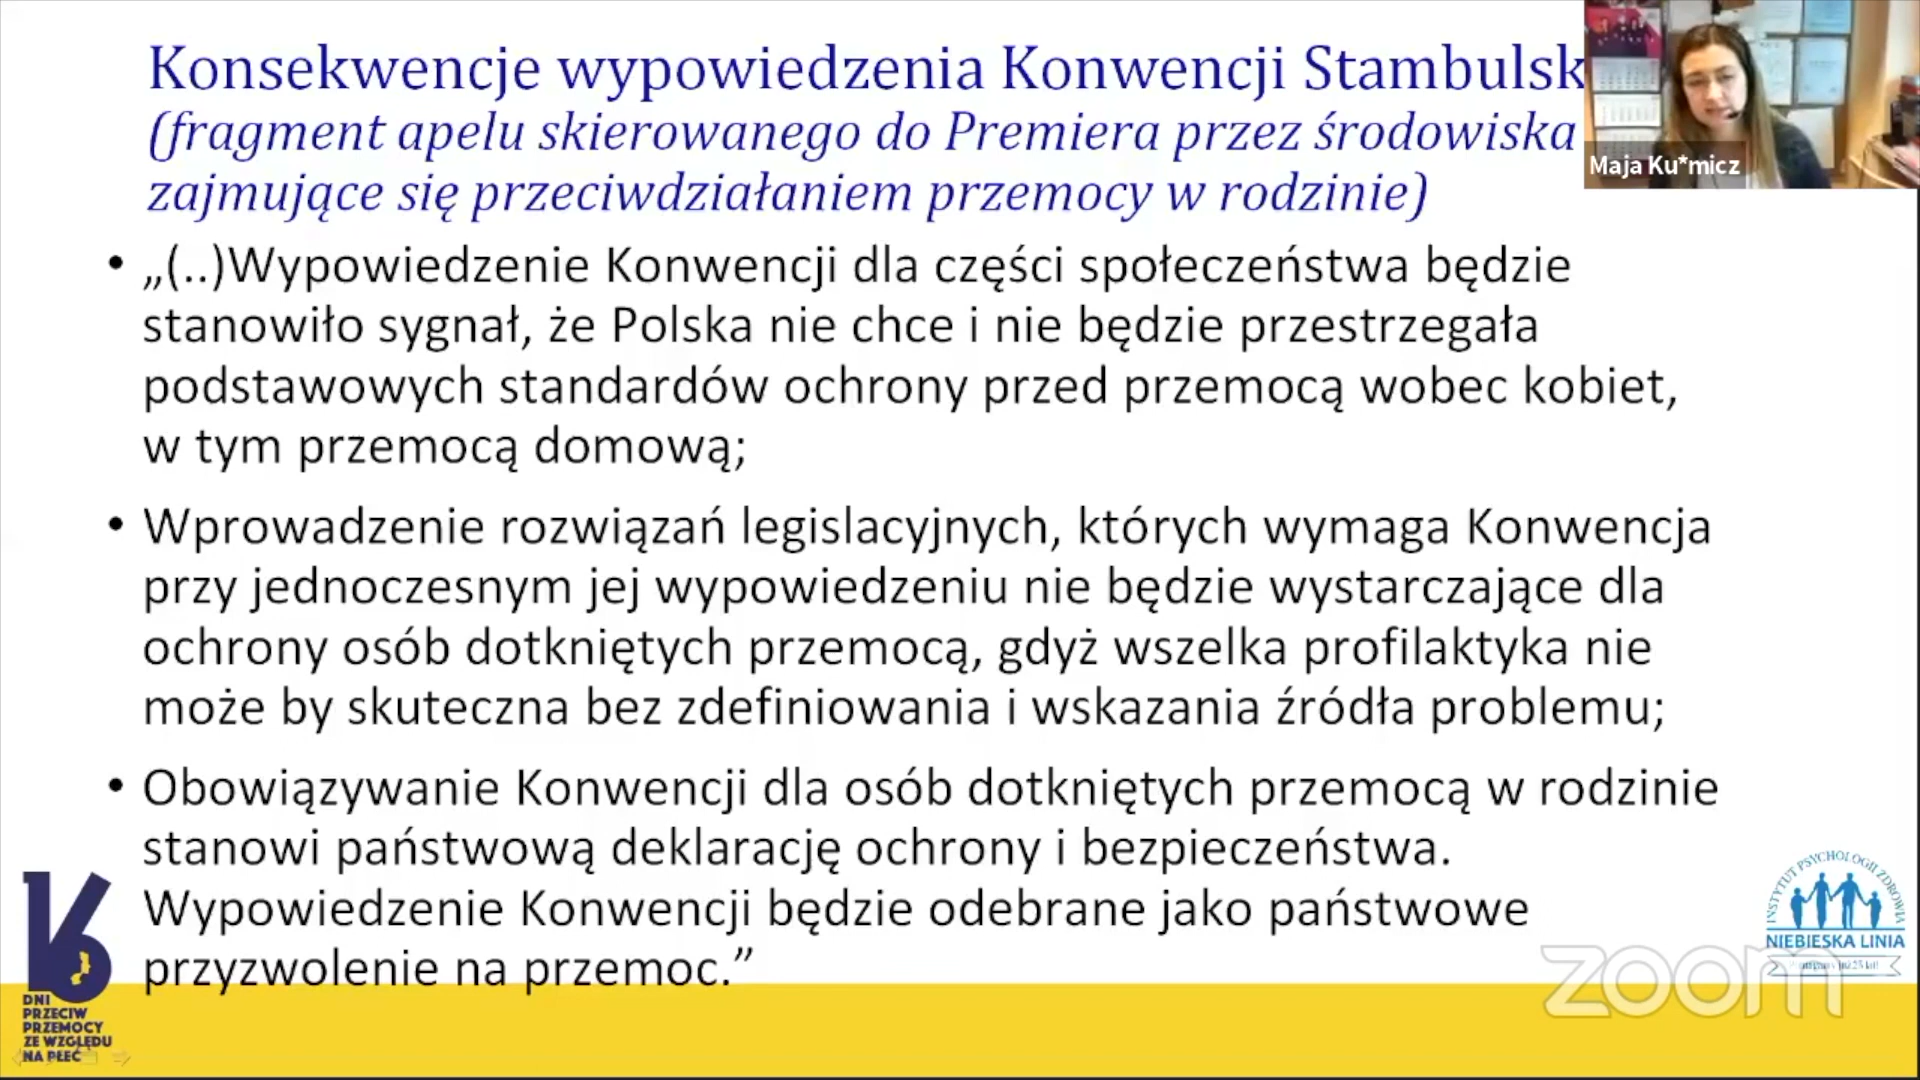 Konsekwencje wypowiedzenia Konwencji Stambulsk
(fragment apelu skierowanego do Premiera przez środowiska
zajmujące się przeciwdziałaniem przemocy w rodzinie)
Maja Ku*micz
• „(..)Wypowiedzenie Konwencji dla części społeczeństwa będzie
stanowiło sygnał, że Polska nie chce i nie będzie przestrzegała
podstawowych standardów ochrony przed przemocą wobec kobiet,
w tym przemocą domową;
• Wprowadzenie rozwiązań legislacyjnych, których wymaga Konwencja
przy jednoczesnym jej wypowiedzeniu nie będzie wystarczające dla
ochrony osób dotkniętych przemocą, gdyż wszelka profilaktyka nie
może by skuteczna bez zdefiniowania i wskazania źródła problemu;
• Obowiązywanie Konwencji dla osób dotkniętych przemocą w rodzinie
stanowi państwową deklarację ochrony i bezpieczeństwa.
Wypowiedzenie Konwencji będzie odebrane jako państwowe
przyzwolenie na przemoc.”
16
DNI
PRZECIW
PRZEMOCY
ZE WZGLĘDU
NA PŁEĆ
INSTYTUT PSYCHOLOGII ZDROWIA
NIEBIESKA LINIA
zoom